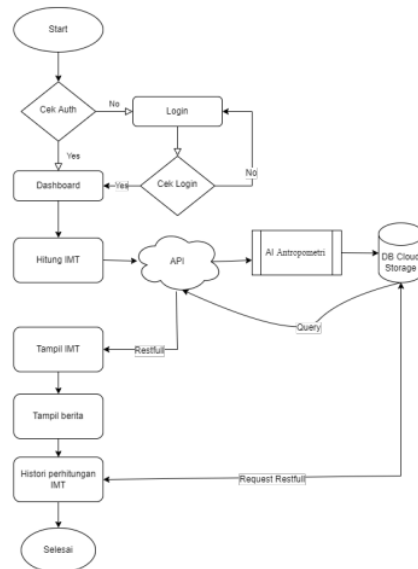 Start
Cek Auth
No
Login
Yes
Cek Login
No
Yes
Dashboard
Hitung IMT
API
AI Antropometri
DB Cloud
Storage
Query
Restfull
Tampil IMT
Tampil berita
Histori perhitungan
IMT
Request Restfull
Selesai